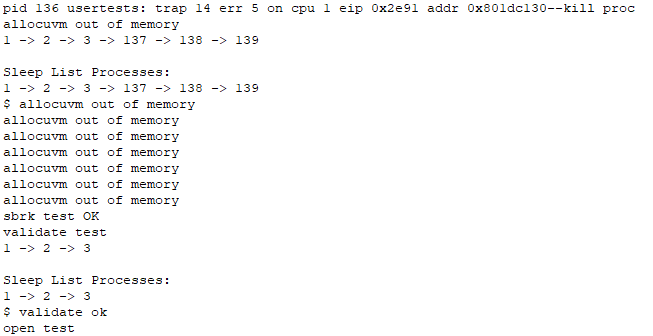 pid 136 usertests: trap 14 err 5 on cpu 1 eip 0x2e91 addr 0x801dc130--kill proc
allocuvm out of memory
1 -> 2 -> 3 -> 137 -> 138 -> 139

Sleep List Processes:
1 -> 2 -> 3 -> 137 -> 138 -> 139
$ allocuvm out of memory
allocuvm out of memory
allocuvm out of memory
allocuvm out of memory
allocuvm out of memory
allocuvm out of memory
allocuvm out of memory
sbrk test OK
validate test
1 -> 2 -> 3

Sleep List Processes:
1 -> 2 -> 3
$ validate ok
open test